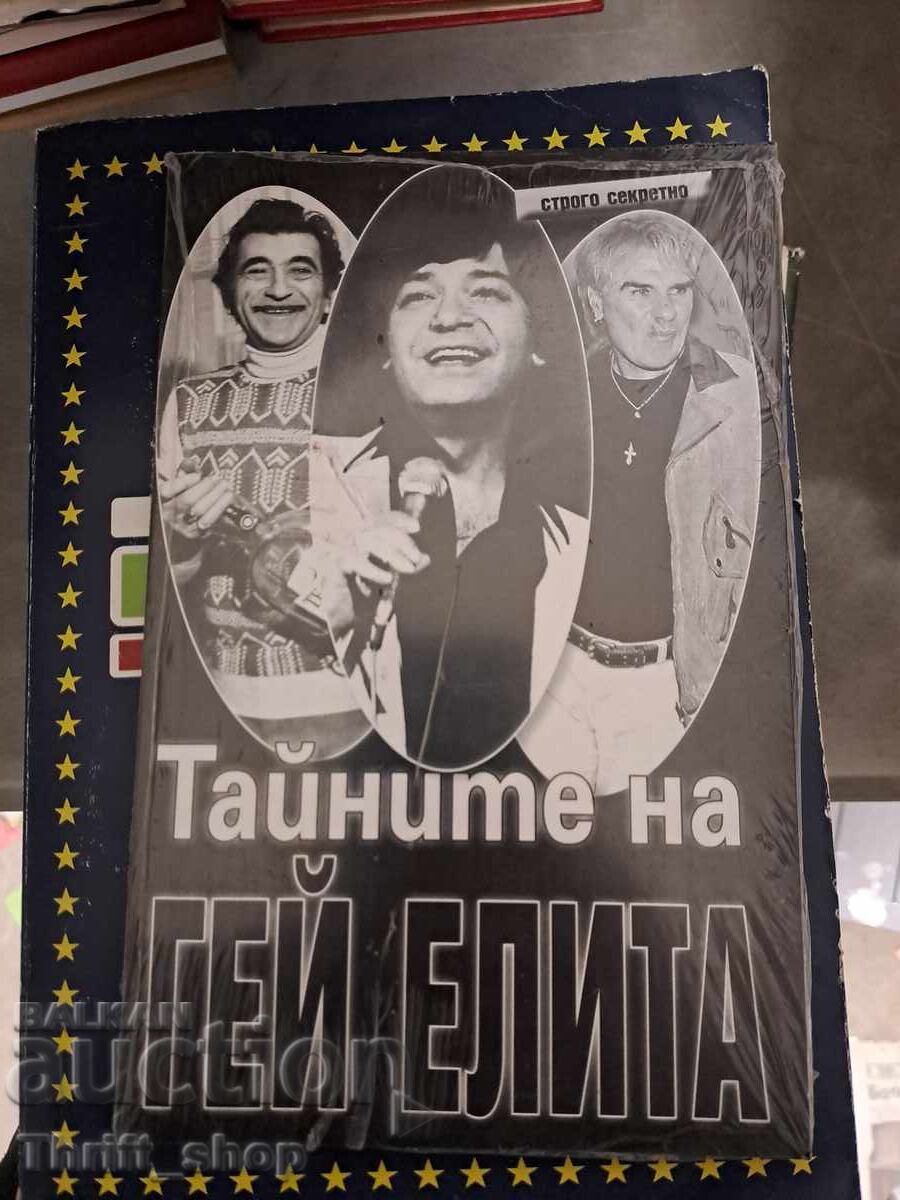 строго секретно
Тайните на
ГЕЙ ЕЛИТА
BALKAN
auction
Thrift_shop